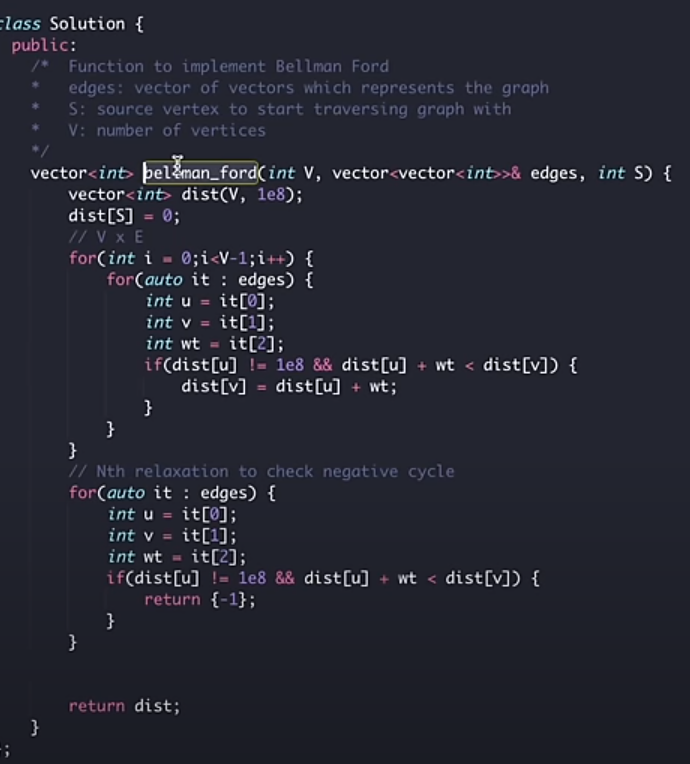 class Solution {
public:
/*  Function to implement Bellman Ford
*   edges: vector of vectors which represents the graph
*   S: source vertex to start traversing graph with
*   V: number of vertices
*/
vector<int> bellman_ford(int V, vector<vector<int>>& edges, int S) {
vector<int> dist(V, 1e8);
dist[S] = 0;
// V x E
for(int i = 0;i<V-1;i++) {
for(auto it : edges) {
int u = it[0];
int v = it[1];
int wt = it[2];
if(dist[u] != 1e8 && dist[u] + wt < dist[v]) {
dist[v] = dist[u] + wt;
}
}
}
// Nth relaxation to check negative cycle
for(auto it : edges) {
int u = it[0];
int v = it[1];
int wt = it[2];
if(dist[u] != 1e8 && dist[u] + wt < dist[v]) {
return {-1};
}
}
return dist;
}
};